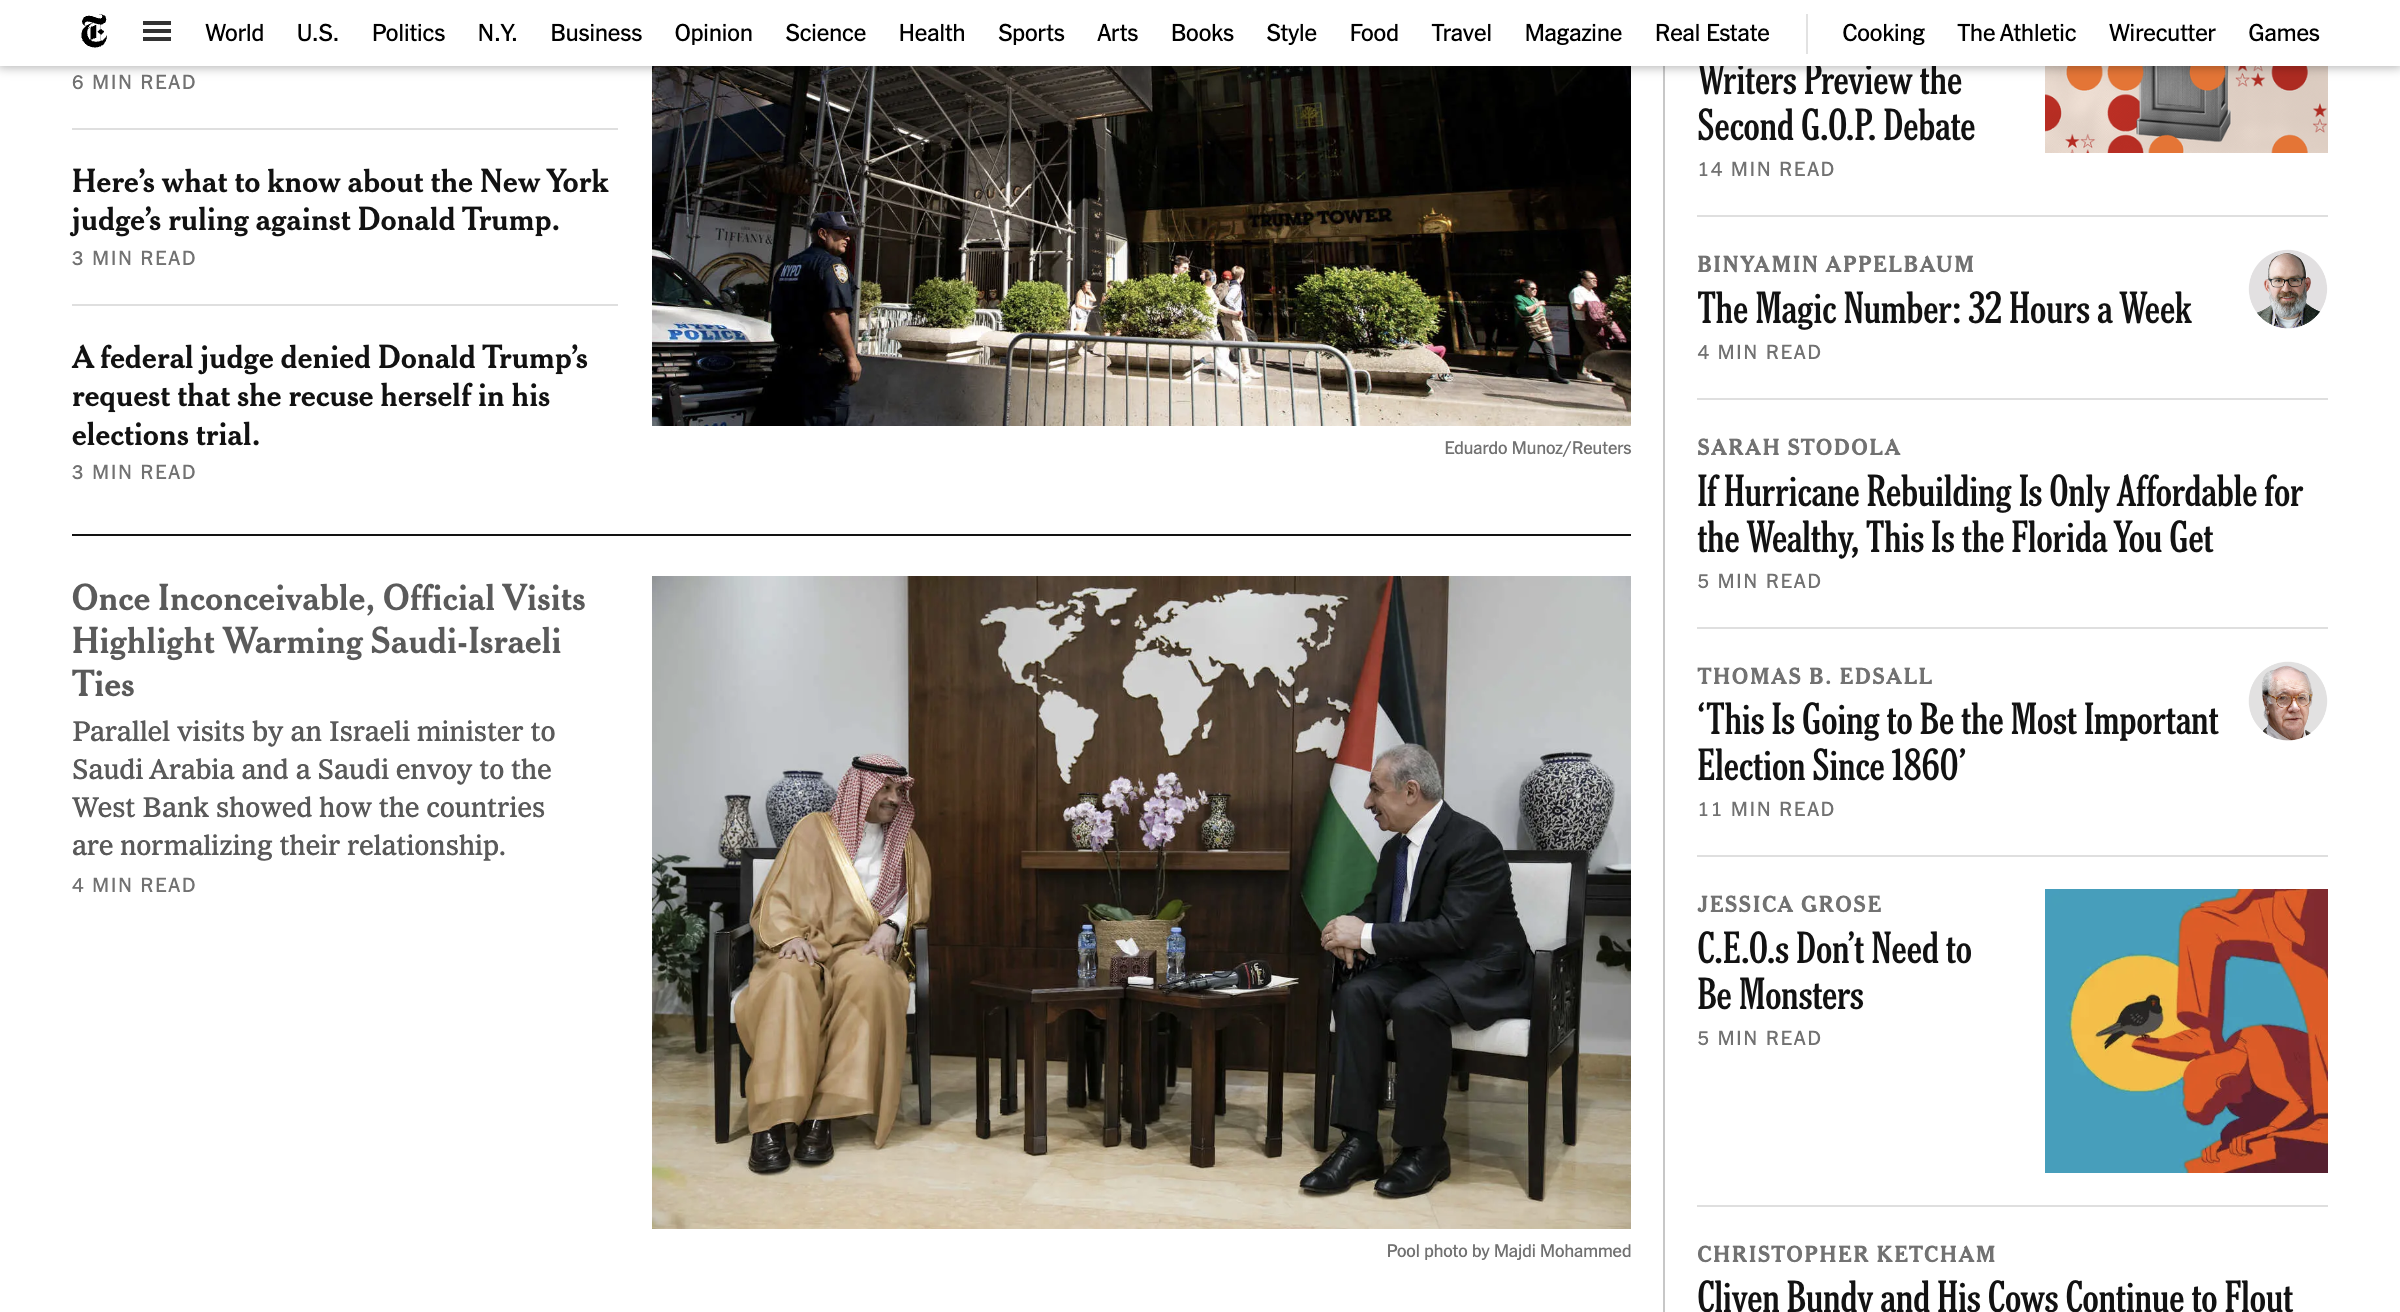 World U.S. Politics N.Y. Business Opinion Science Health Sports Arts Books Style Food Travel Magazine Real Estate Cooking The Athletic Wirecutter Games
6 MIN READ
Here’s what to know about the New York
judge’s ruling against Donald Trump.
3 MIN READ
A federal judge denied Donald Trump’s
request that she recuse herself in his
elections trial.
3 MIN READ
TIFFANY &
NYPD
NYPD
POLICE
TRUMP TOWER
Eduardo Munoz/Reuters
Once Inconceivable, Official Visits
Highlight Warming Saudi-Israeli
Ties
Parallel visits by an Israeli minister to
Saudi Arabia and a Saudi envoy to the
West Bank showed how the countries
are normalizing their relationship.
4 MIN READ
Pool photo by Majdi Mohammed
Writers Preview the
Second G.O.P. Debate
14 MIN READ
BINYAMIN APPELBAUM
The Magic Number: 32 Hours a Week
4 MIN READ
SARAH STODOLA
If Hurricane Rebuilding Is Only Affordable for
the Wealthy, This Is the Florida You Get
5 MIN READ
THOMAS B. EDSALL
‘This Is Going to Be the Most Important
Election Since 1860’
11 MIN READ
JESSICA GROSE
C.E.O.s Don’t Need to
Be Monsters
5 MIN READ
CHRISTOPHER KETCHAM
Cliven Bundy and His Cows Continue to Flout